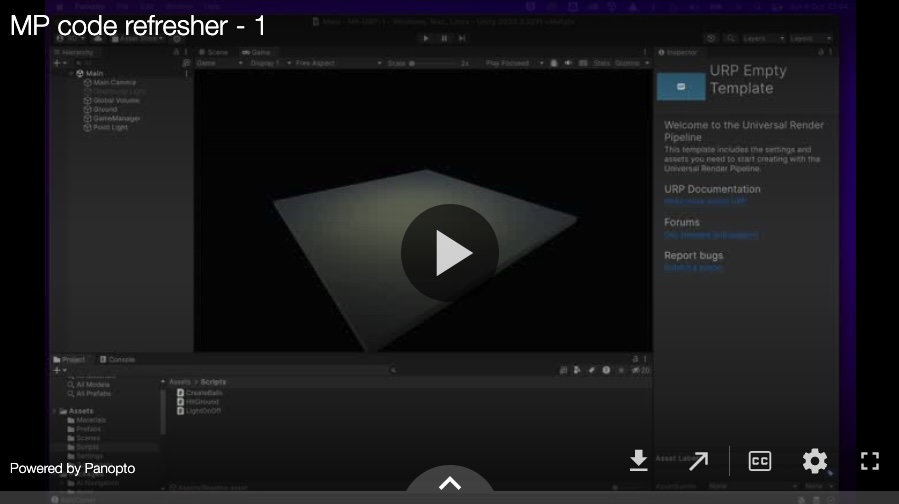 MP code refresher - 1
Hierarchy
Scene
Game
Inspector
Layers
Layout
Game
Display 1
Free Aspect
Scale
2x
Play Focused
Stats
Gizmos
Main
Main Camera
Directional Light
Global Volume
Ground
GameManager
Point Light
URP Empty
Template
Welcome to the Universal Render
Pipeline
This template includes the settings and
assets you need to start creating with the
Universal Render Pipeline.
URP Documentation
Forums
Report bugs
Project
Console
All Models
All Prefabs
Assets
Materials
Prefabs
Scenes
Scripts
Settings
Assets > Scripts
CreateBalls
HitGround
LightOnOff
Powered by Panopto
CC
Asset Labels